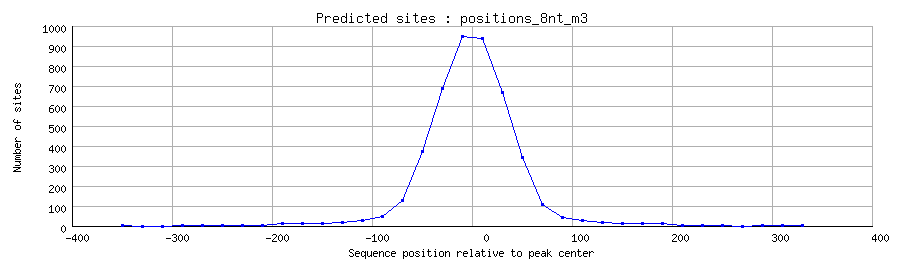 Predicted sites : positions_8nt_m3
1000
900
800
700
600
500
400
300
200
100
0
-400 -300 -200 -100 0 100 200 300 400
Number of sites
Sequence position relative to peak center